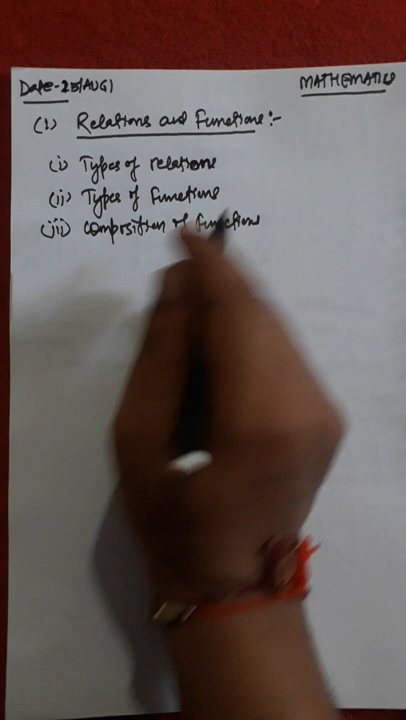 Date-25/AUG) MATHEMATICS
(1) Relations and Functions:-
(i) Types of relations
(ii) Types of Functions
(iii) Composition of functions